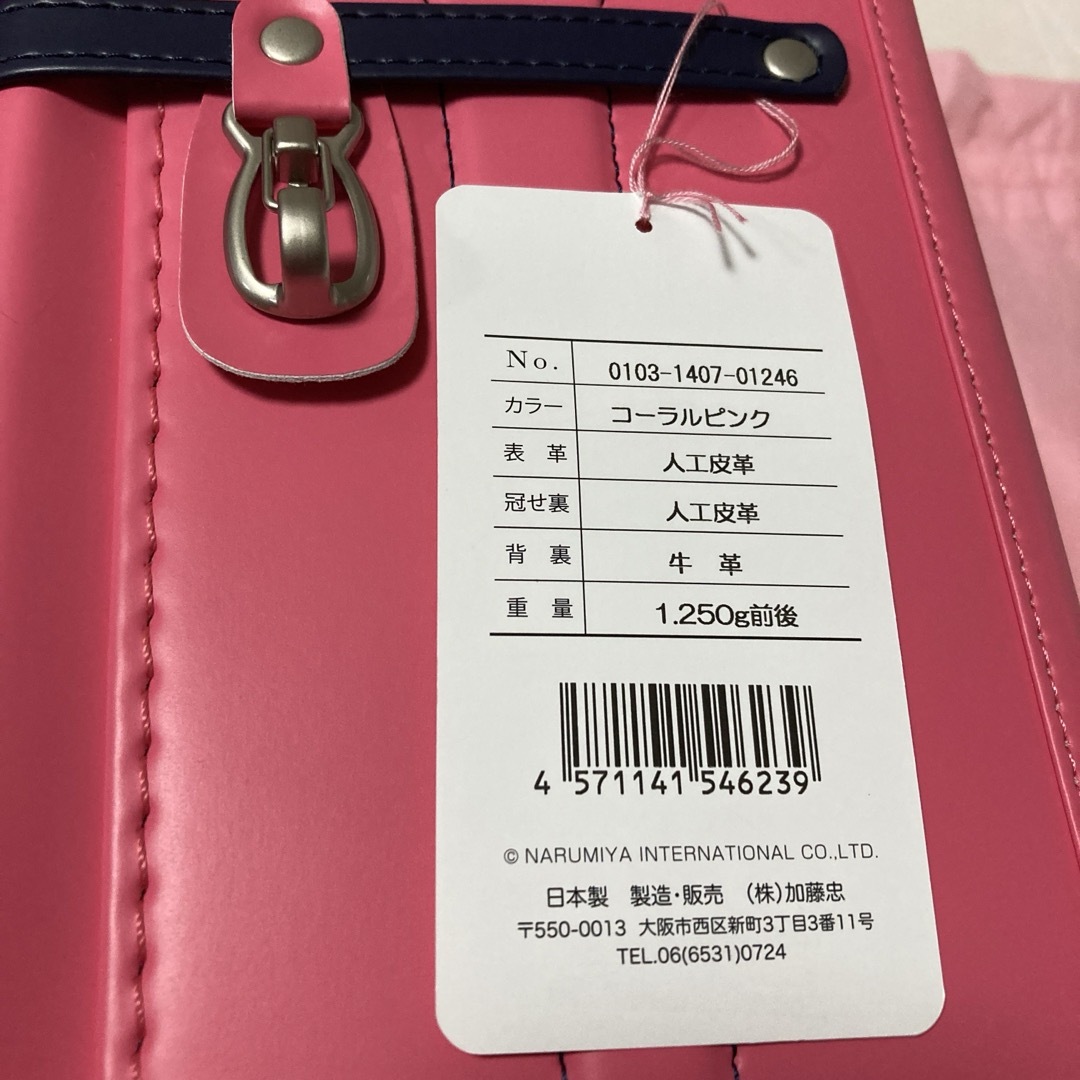 No. 0103-1407-01246
カラー コーラルピンク
表 革 人工皮革
冠せ裏 人工皮革
背 裏 牛 革
重 量 1.250g前後
4 571141 546239
© NARUMIYA INTERNATIONAL CO.,LTD.
日本製 製造・販売 (株)加藤忠
〒550-0013 大阪市西区新町3丁目3番11号
TEL.06(6531)0724